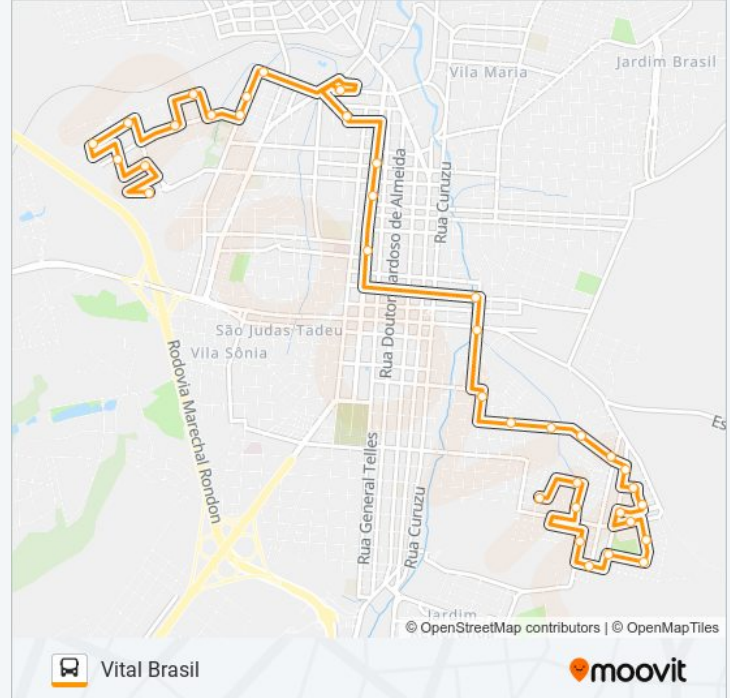 Vila Maria
Jardim Brasil
Rua Doutor Cardoso de Almeida
Rua Curuzu
São Judas Tadeu
Vila Sônia
Rodovia Marechal Rondon
Es
Rua General Telles
Rua Curuzu
Jardim
© OpenStreetMap contributors | © OpenMapTiles
Vital Brasil
moovit